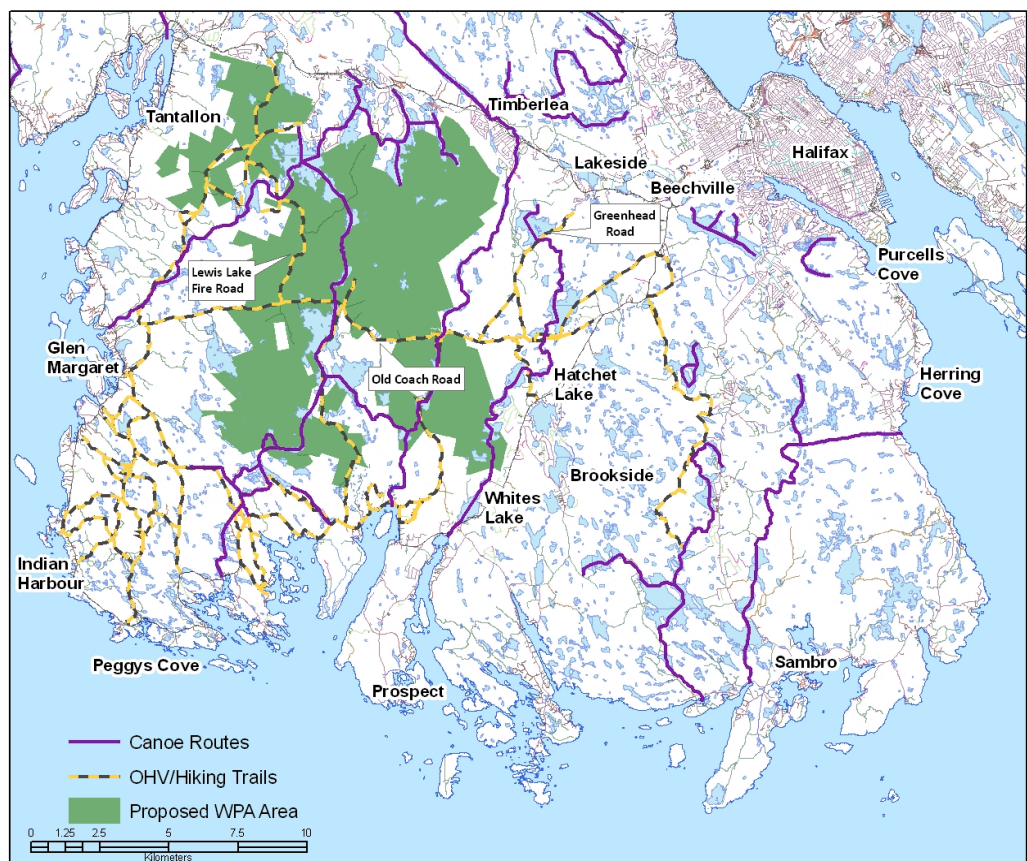 Timberlea
Tantallon
Halifax
Lakeside
Beechville
Greenhead
Road
Purcells
Cove
Lewis Lake
Fire Road
Glen
Margaret
Old Coach Road
Hatchet
Lake
Herring
Cove
Brookside
Whites
Lake
Indian
Harbour
Peggys Cove
Sambro
Prospect
Canoe Routes
OHV/Hiking Trails
Proposed WPA Area
0 1.25 2.5 5 7.5 10
Kilometers